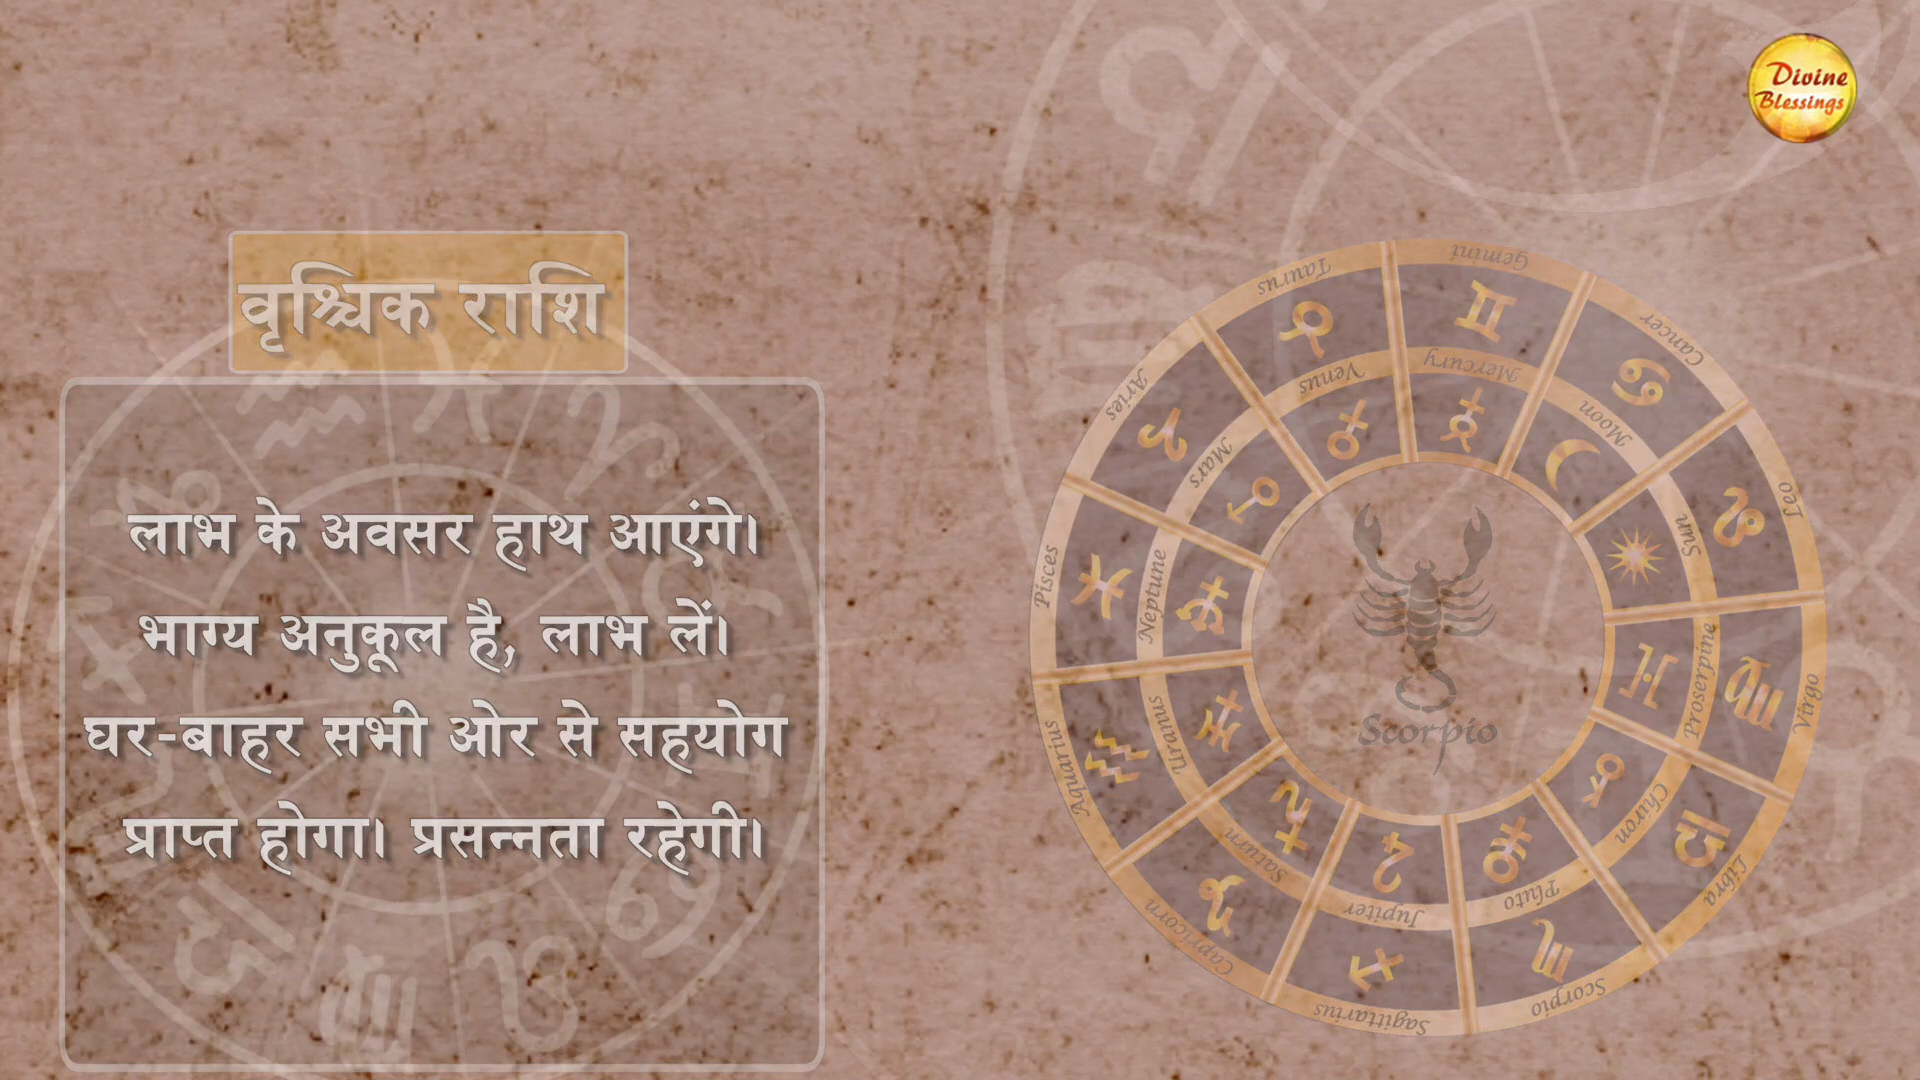 Divine
Blessings
वृश्चिक राशि
लाभ के अवसर हाथ आएंगे।
भाग्य अनुकूल है, लाभ लें।
घर-बाहर सभी ओर से सहयोग
प्राप्त होगा। प्रसन्नता रहेगी।
Gemini
Cancer
Leo
Virgo
Libra
Scorpio
Sagittarius
Capricorn
Aquarius
Pisces
Aries
Taurus
Mercury
Moon
Sun
Proserpine
Chiron
Pluto
Jupiter
Saturn
Uranus
Neptune
Mars
Venus
Scorpio